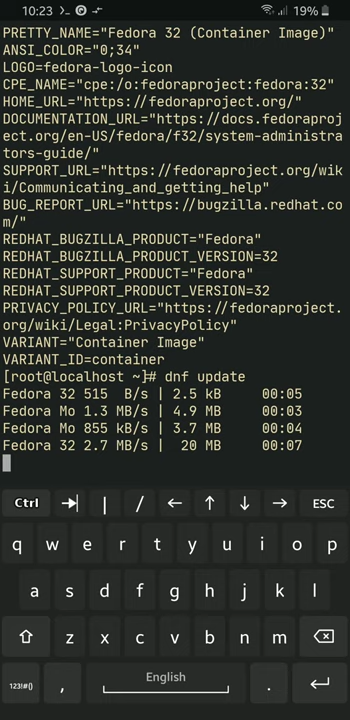 10:23 >_ G 19%
PRETTY_NAME="Fedora 32 (Container Image)"
ANSI_COLOR="0;34"
LOGO=fedora-logo-icon
CPE_NAME="cpe:/o:fedoraproject:fedora:32"
HOME_URL="https://fedoraproject.org/"
DOCUMENTATION_URL="https://docs.fedoraproj
ect.org/en-US/fedora/f32/system-administra
tors-guide/"
SUPPORT_URL="https://fedoraproject.org/wik
i/Communicating_and_getting_help"
BUG_REPORT_URL="https://bugzilla.redhat.co
m/"
REDHAT_BUGZILLA_PRODUCT="Fedora"
REDHAT_BUGZILLA_PRODUCT_VERSION=32
REDHAT_SUPPORT_PRODUCT="Fedora"
REDHAT_SUPPORT_PRODUCT_VERSION=32
PRIVACY_POLICY_URL="https://fedoraproject.
org/wiki/Legal:PrivacyPolicy"
VARIANT="Container Image"
VARIANT_ID=container
[root@localhost ~]# dnf update
Fedora 32 515  B/s | 2.5 kB     00:05
Fedora Mo 1.3 MB/s | 4.9 MB     00:03
Fedora Mo 855 kB/s | 3.7 MB     00:04
Fedora 32 2.7 MB/s |  20 MB     00:07
Ctrl →| | / ← ↑ ↓ → ESC
q w e r t y u i o p
a s d f g h j k l
z x c v b n m
123!#() , English .